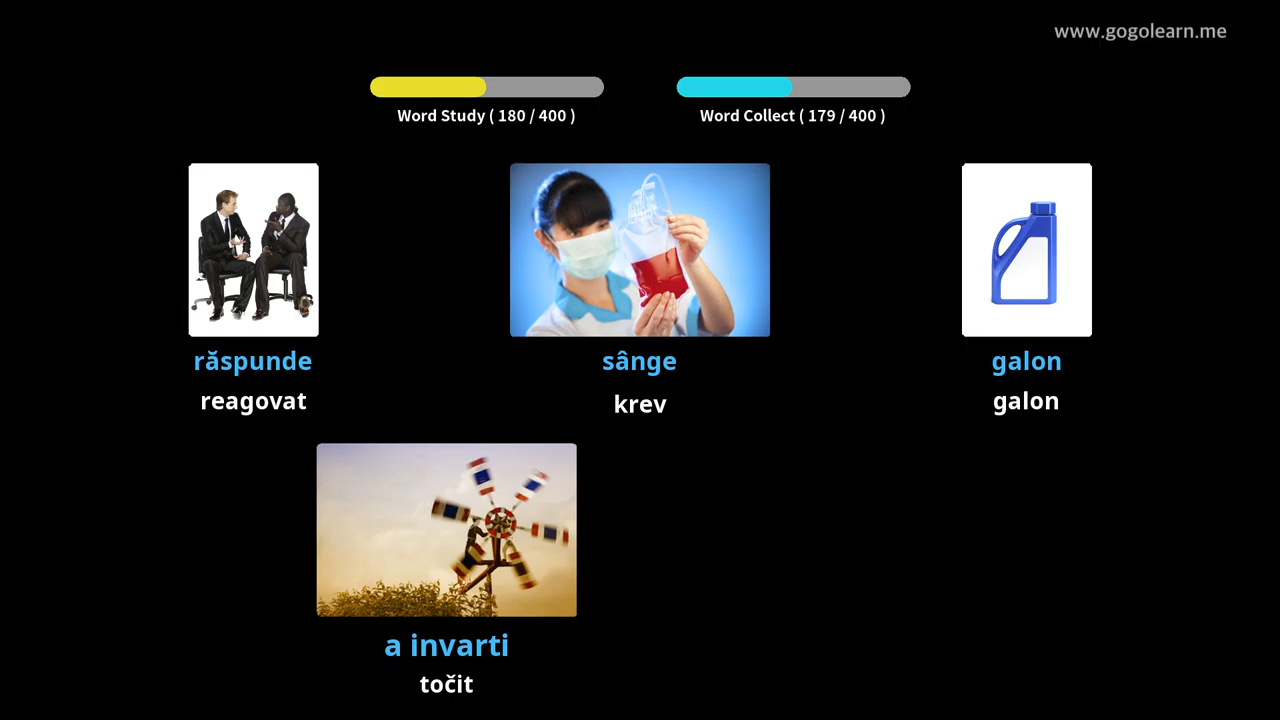 www.gogolearn.me
Word Study ( 180 / 400 )
Word Collect ( 179 / 400 )
răspunde
reagovat
sânge
krev
galon
galon
a invarti
točit